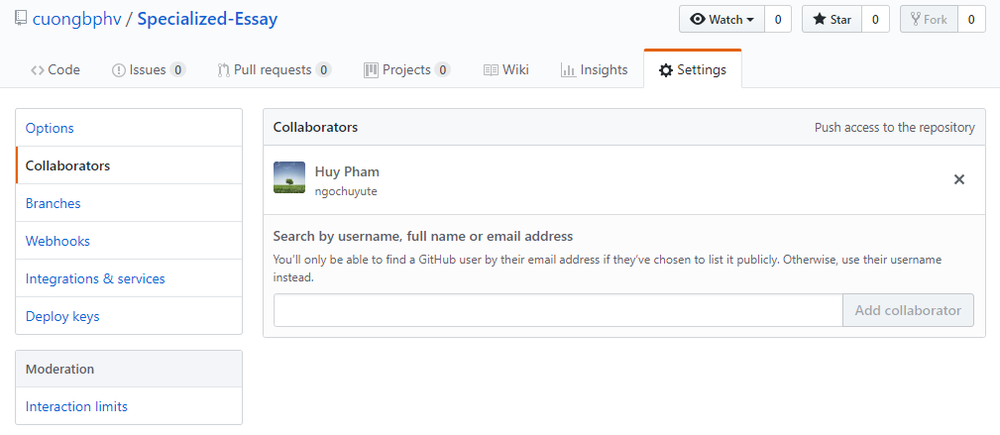 cuongbphv / Specialized-Essay
Watch 0 Star 0 Fork 0
Code Issues 0 Pull requests 0 Projects 0 Wiki Insights Settings
Options
Collaborators
Branches
Webhooks
Integrations & services
Deploy keys
Moderation
Interaction limits
Collaborators Push access to the repository
Huy Pham
ngochuyute
Search by username, full name or email address
You'll only be able to find a GitHub user by their email address if they've chosen to list it publicly. Otherwise, use their username
instead.
Add collaborator